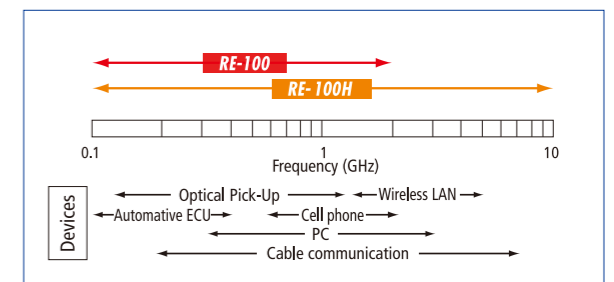 RE-100
RE-100H
0.1 1 10
Frequency (GHz)
Devices
Optical Pick-Up Wireless LAN
Automative ECU Cell phone
PC
Cable communication